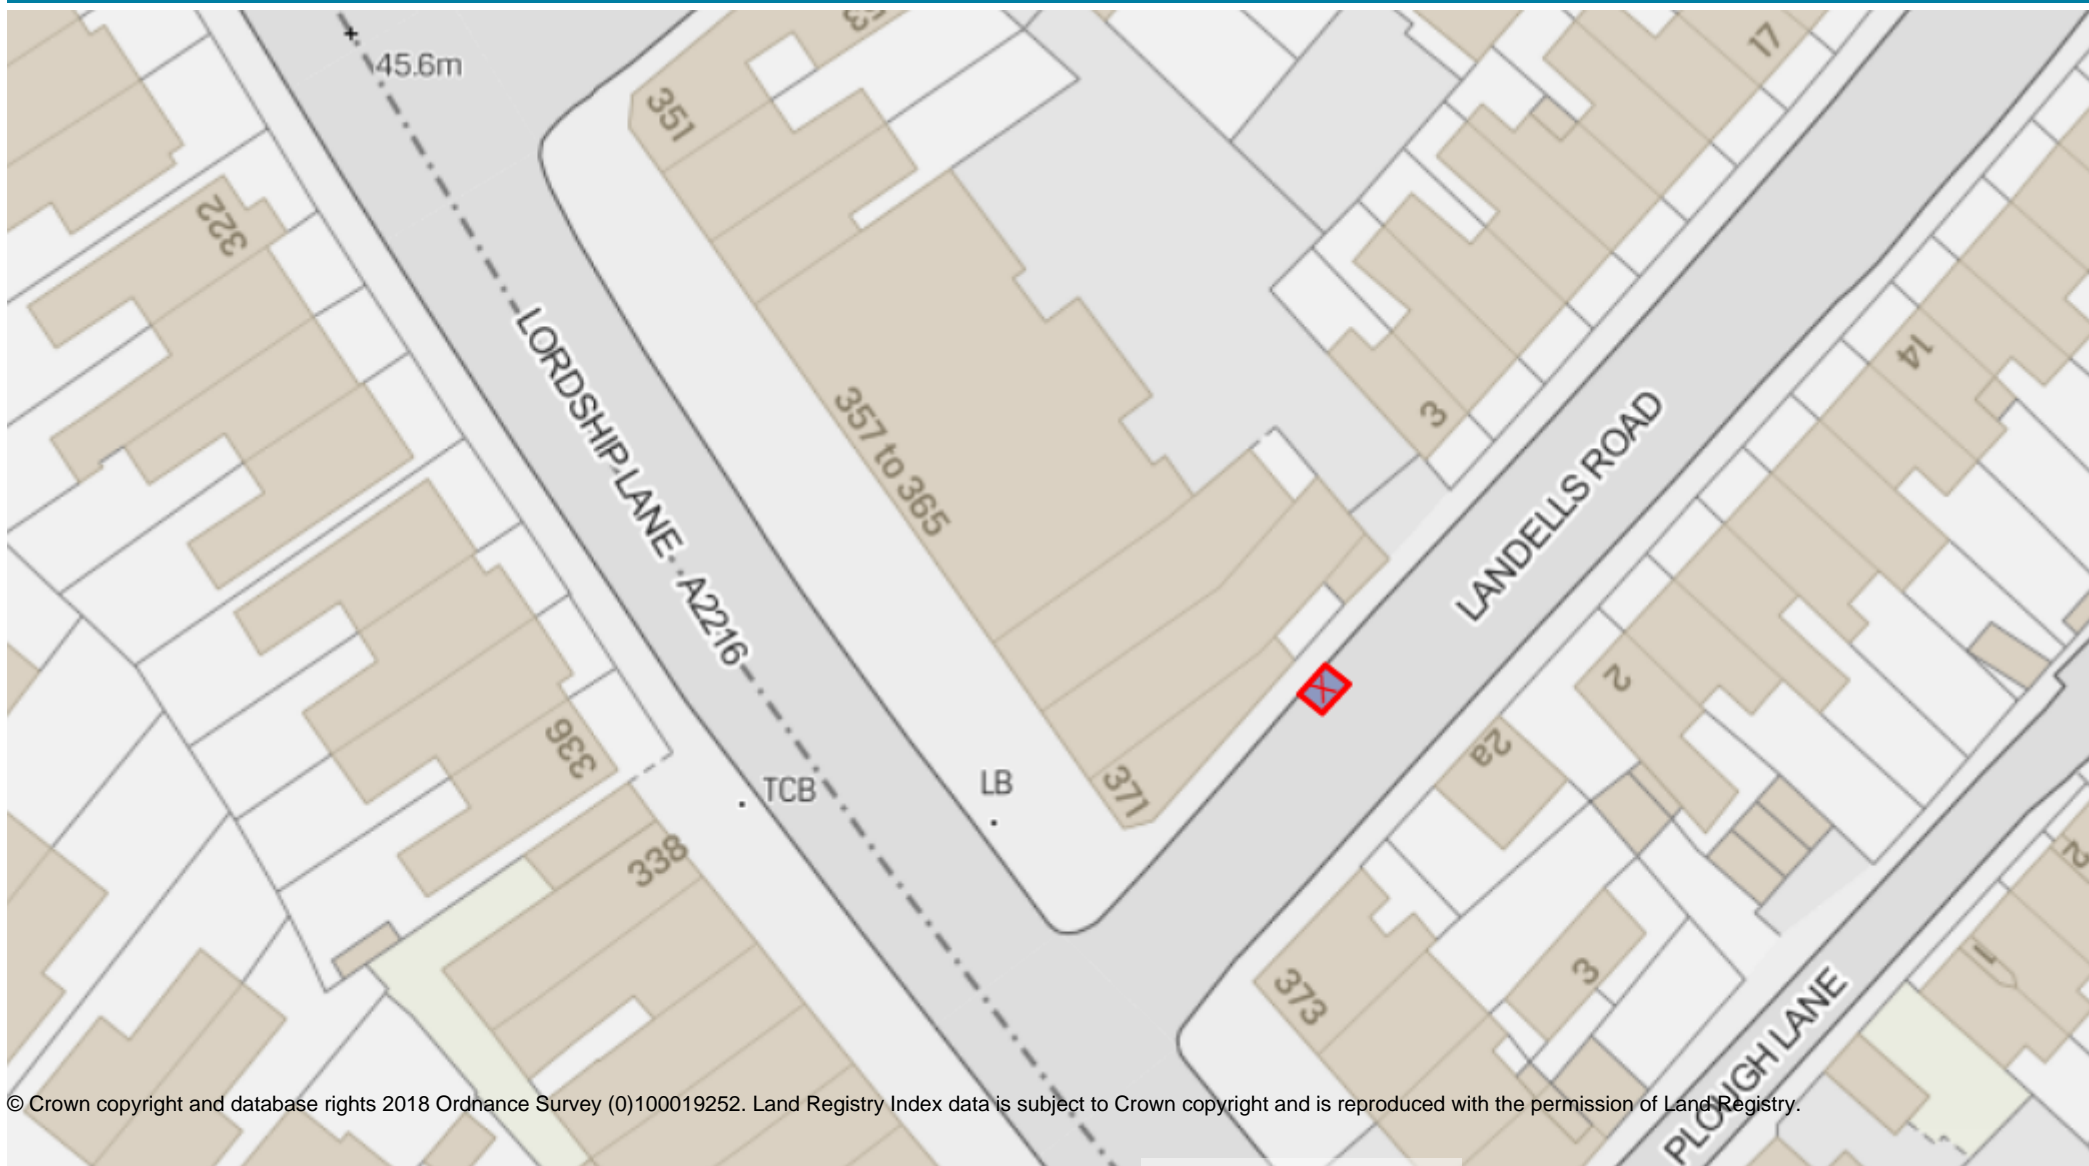 45.6m
351
17
322
LORDSHIP LANE - A2216
357 to 365
3
14
LANDELLS ROAD
X
2
2a
336
TCB
LB
371
338
373
3
1
PLOUGH LANE
© Crown copyright and database rights 2018 Ordnance Survey (0)100019252. Land Registry Index data is subject to Crown copyright and is reproduced with the permission of Land Registry.